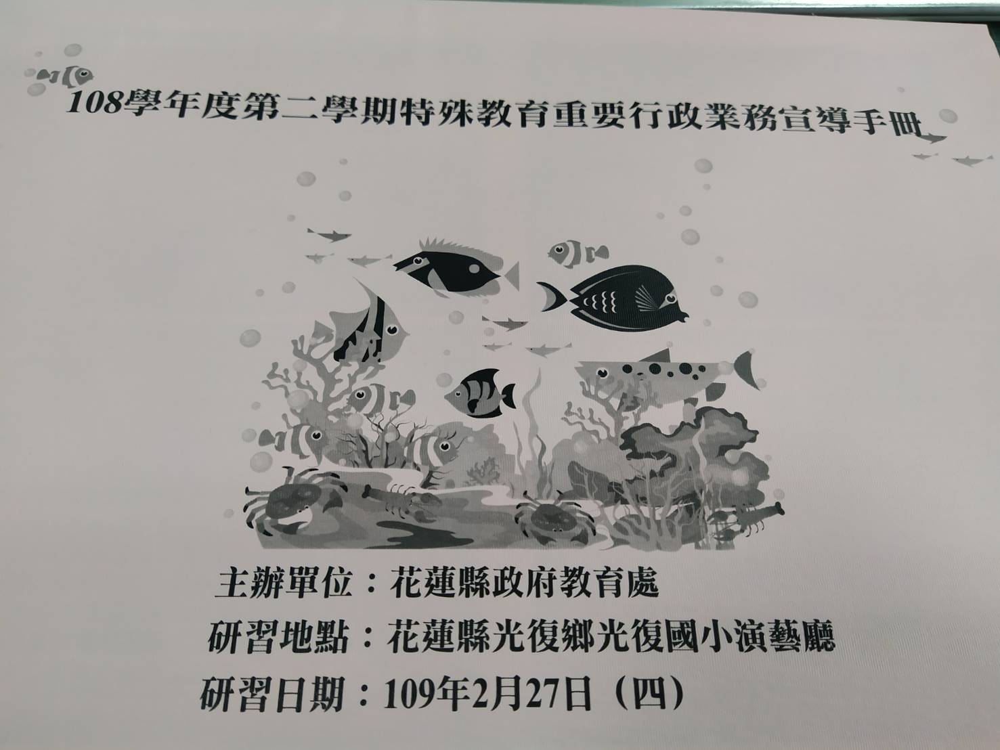 108學年度第二學期特殊教育重要行政業務宣導手冊
主辦單位：花蓮縣政府教育處
研習地點：花蓮縣光復鄉光復國小演藝廳
研習日期：109年2月27日（四）